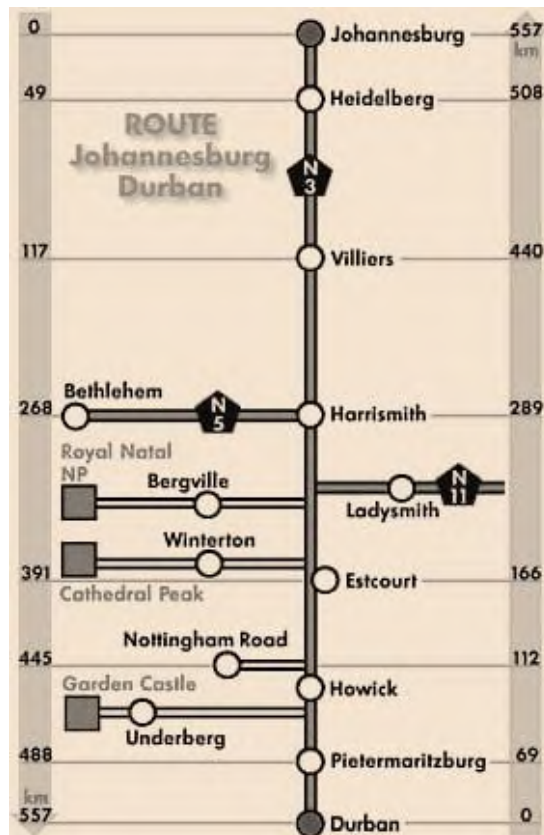 0 Johannesburg 557
km
49 Heidelberg 508
ROUTE
Johannesburg
Durban
N
3
117 Villiers 440
Bethlehem
N
5
268 Harrismith 289
Royal Natal
NP
Bergville
N
11
Ladysmith
Winterton
391 Estcourt 166
Cathedral Peak
Nottingham Road
445 112
Garden Castle
Howick
Underberg
488 Pietermaritzburg 69
km
557 Durban 0